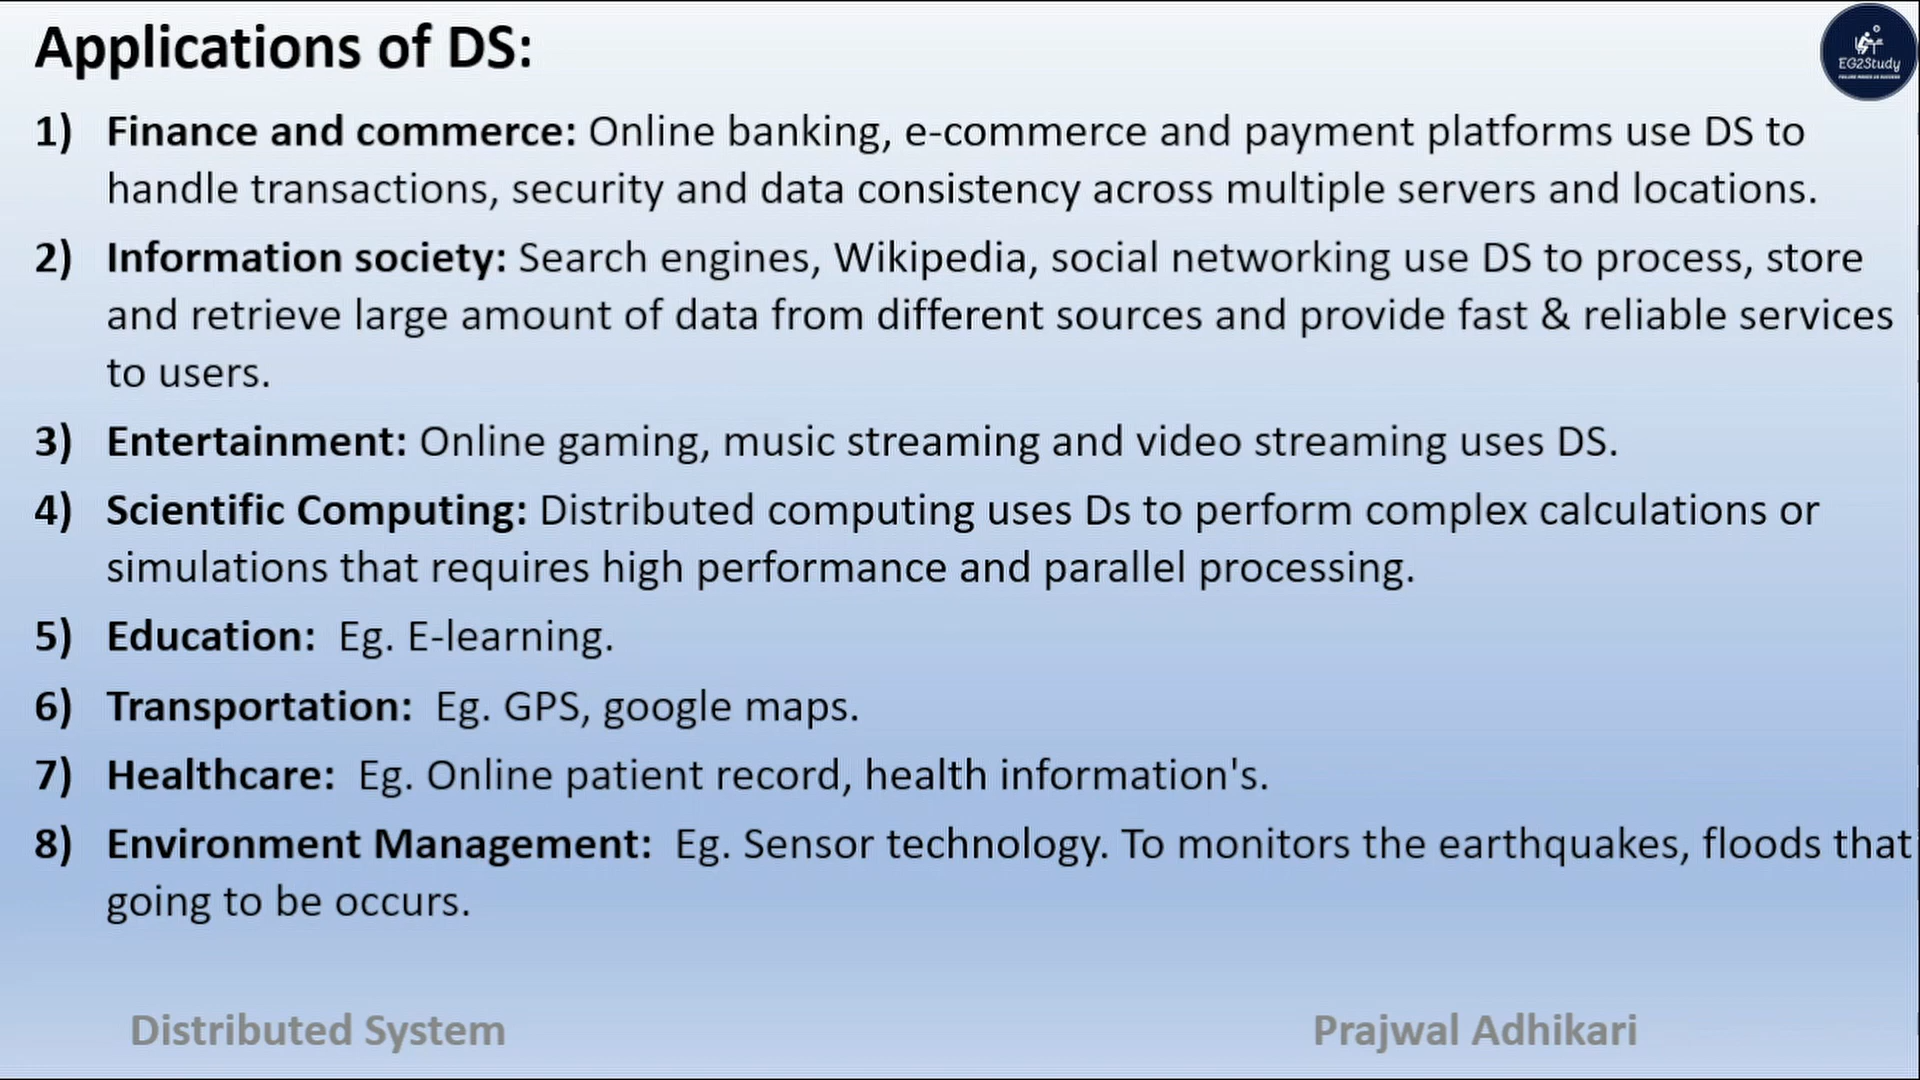 Applications of DS:
EG2Study
1) Finance and commerce: Online banking, e-commerce and payment platforms use DS to
handle transactions, security and data consistency across multiple servers and locations.
2) Information society: Search engines, Wikipedia, social networking use DS to process, store
and retrieve large amount of data from different sources and provide fast & reliable services
to users.
3) Entertainment: Online gaming, music streaming and video streaming uses DS.
4) Scientific Computing: Distributed computing uses Ds to perform complex calculations or
simulations that requires high performance and parallel processing.
5) Education: Eg. E-learning.
6) Transportation: Eg. GPS, google maps.
7) Healthcare: Eg. Online patient record, health information's.
8) Environment Management: Eg. Sensor technology. To monitors the earthquakes, floods that
going to be occurs.
Distributed System
Prajwal Adhikari